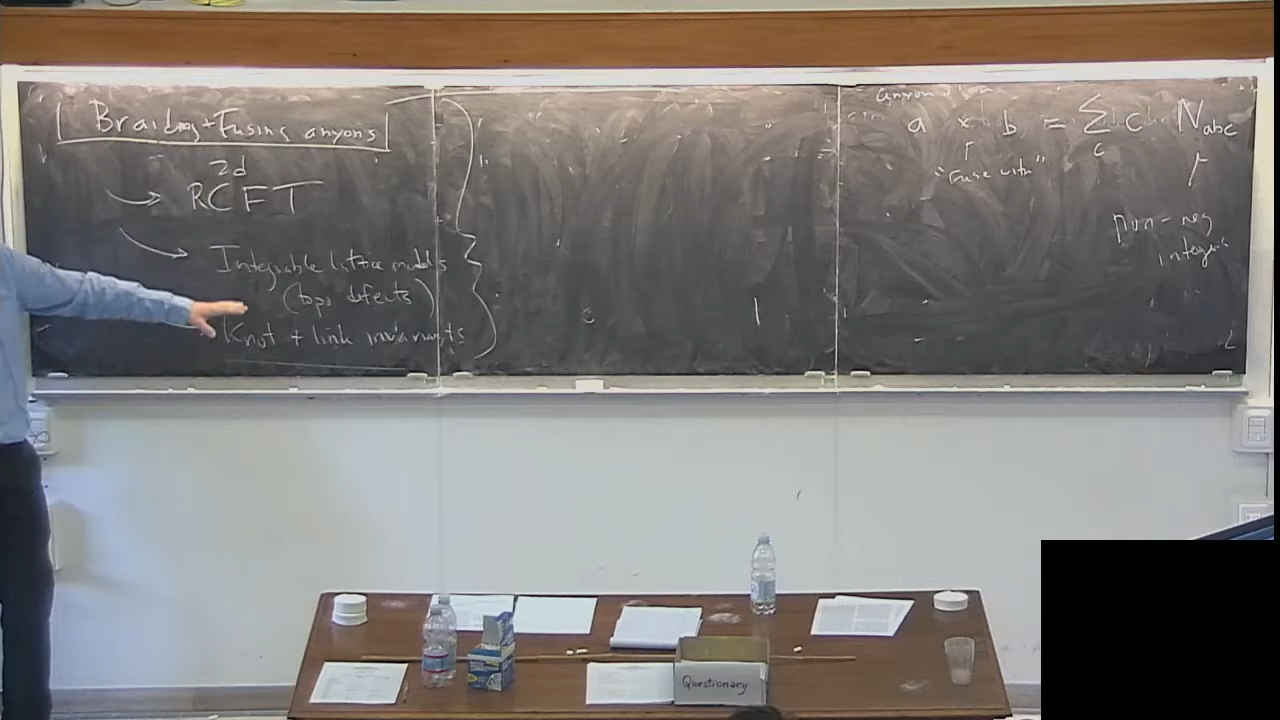 Braiding + Fusing anyons
2d
RCFT
Integrable lattice models
(topo defects)
Knot + link invariants
a x b = ∑ c N_abc
c
"fuse with"
non-neg
integers
Questionary